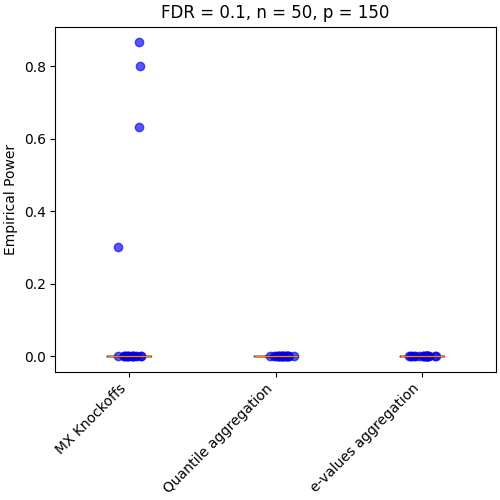 FDR = 0.1, n = 50, p = 150
Empirical Power
0.8
0.6
0.4
0.2
0.0
MX Knockoffs
Quantile aggregation
e-values aggregation